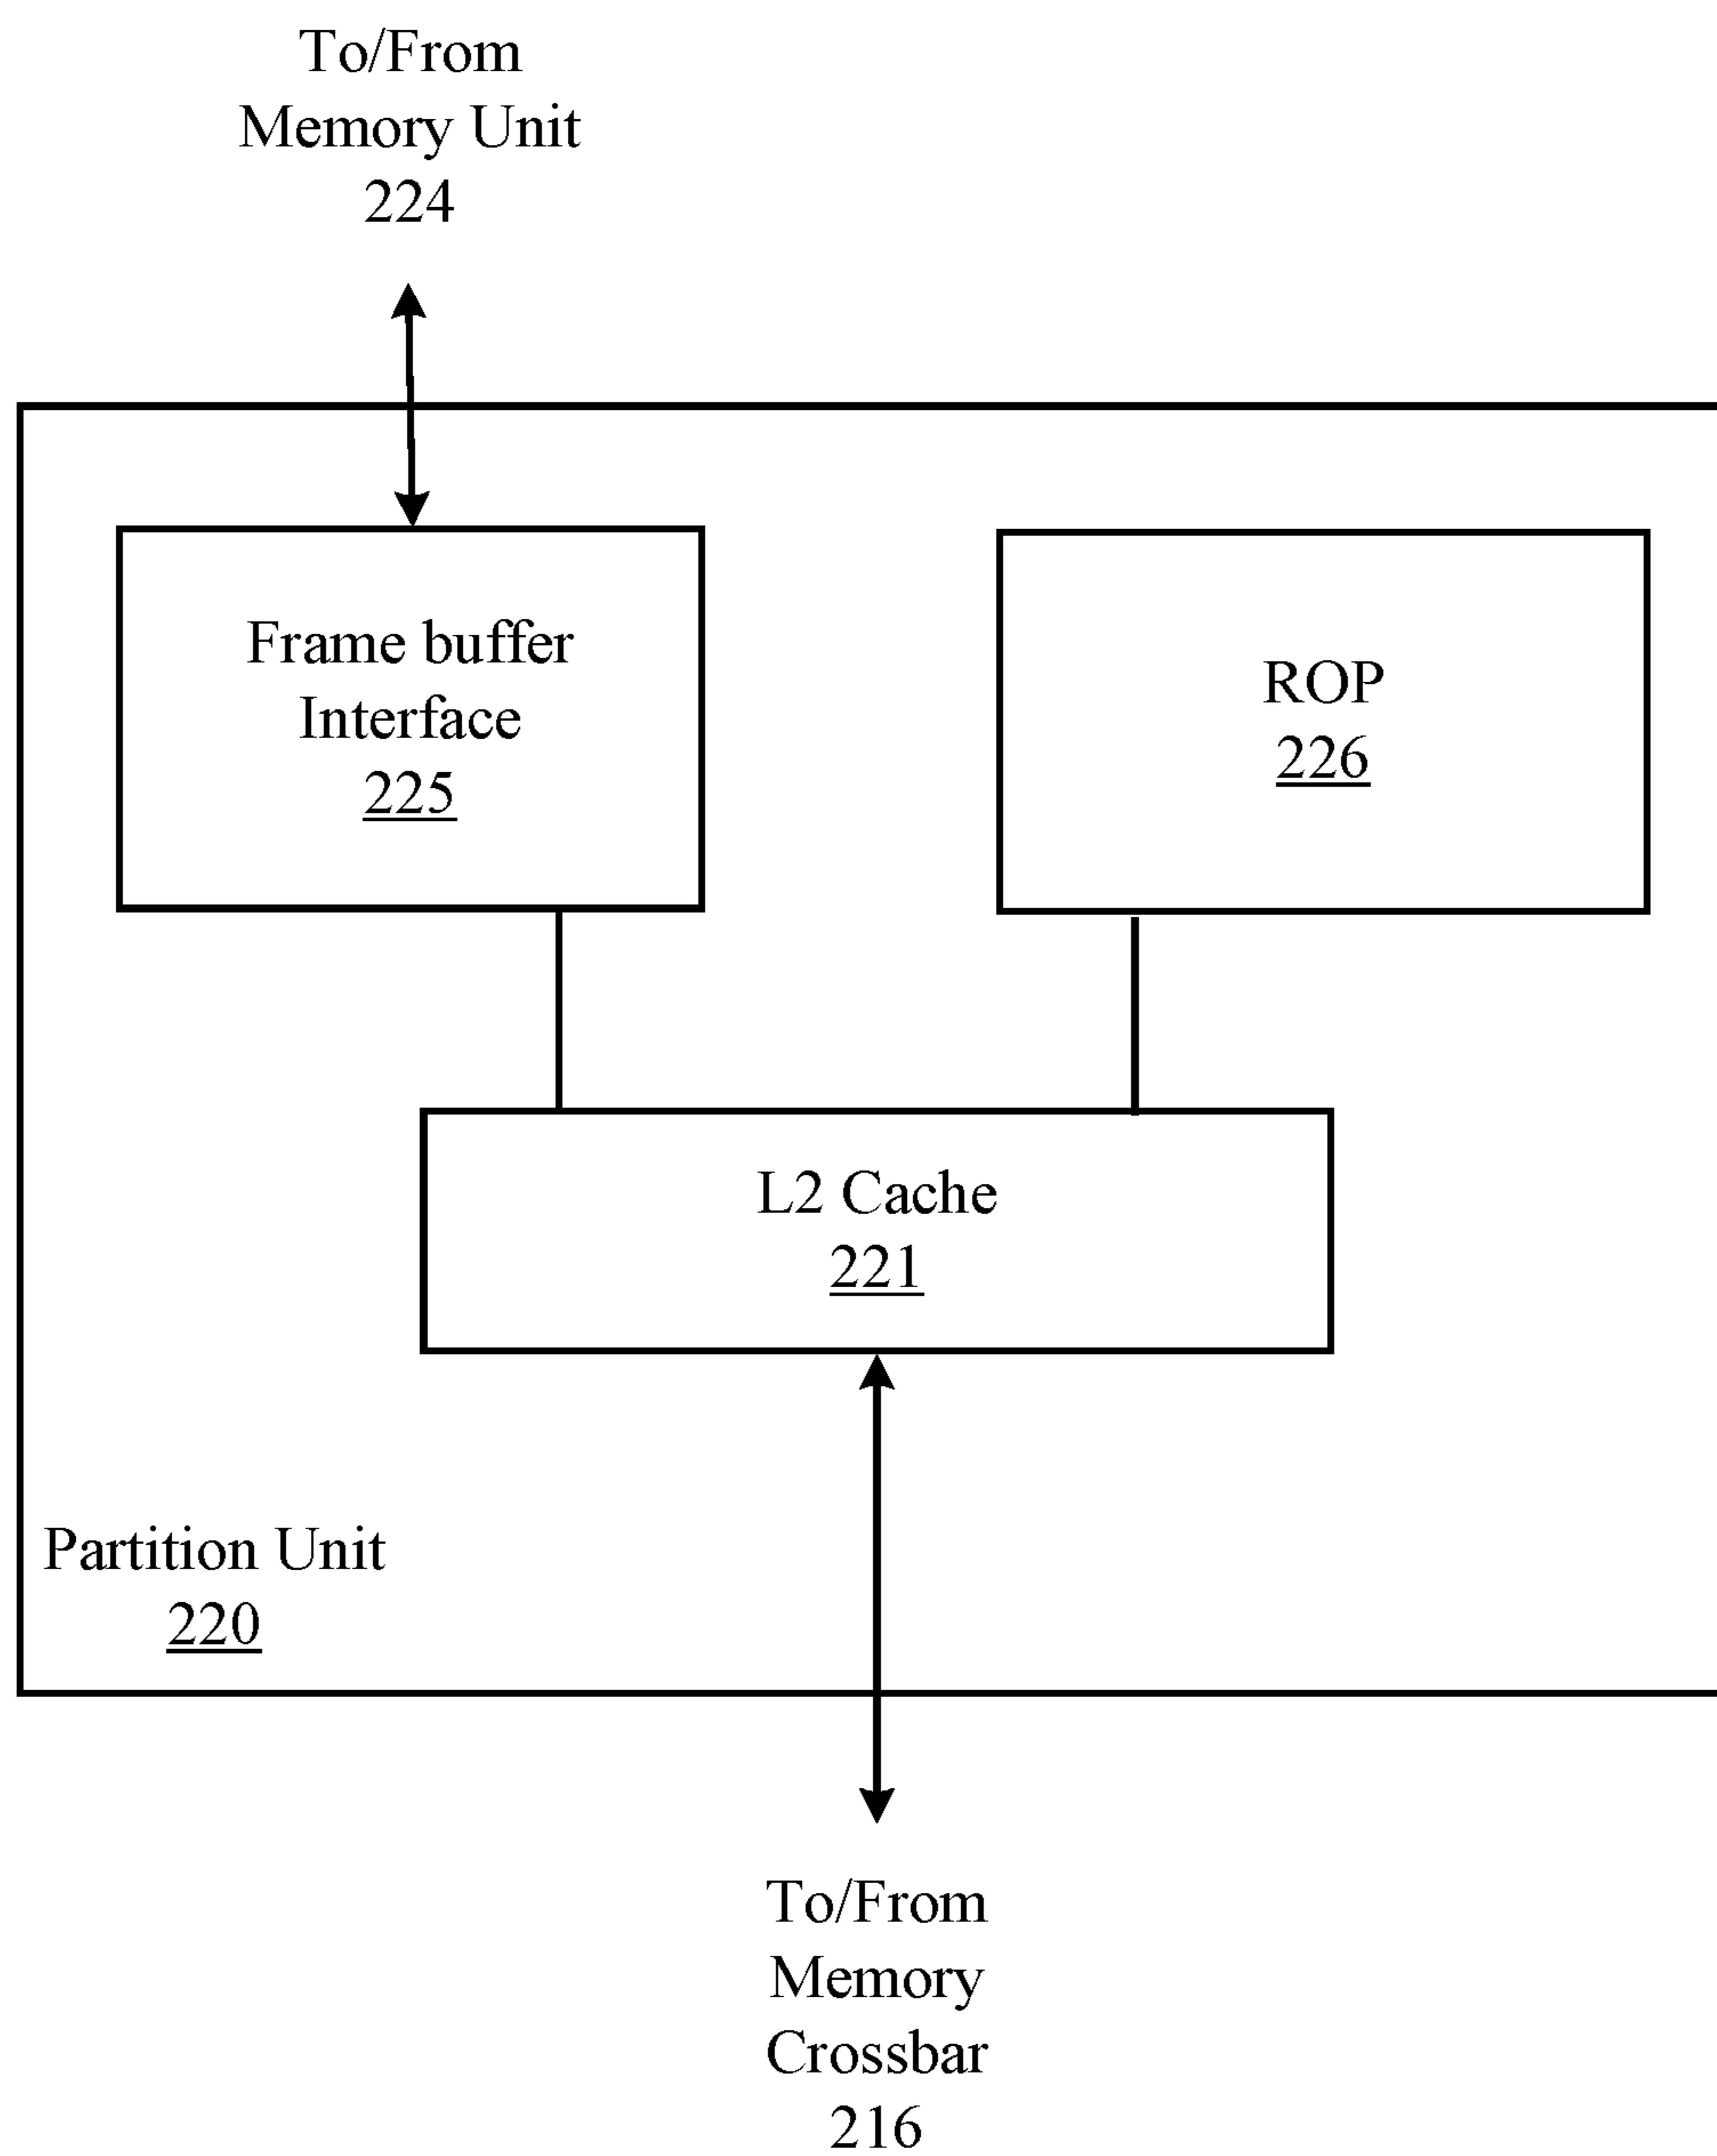 To/From
Memory Unit
224
Frame buffer
Interface
225
ROP
226
L2 Cache
221
Partition Unit
220
To/From
Memory
Crossbar
216